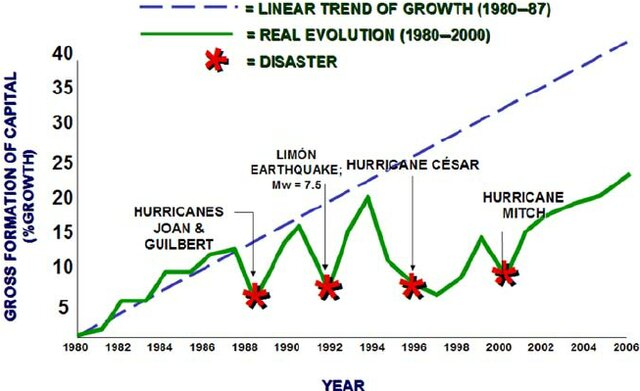 = LINEAR TREND OF GROWTH (1980–87)
= REAL EVOLUTION (1980–2000)
= DISASTER
GROSS FORMATION OF CAPITAL
(%GROWTH)
40
35
30
25
20
15
10
5
HURRICANES
JOAN &
GUILBERT
LIMÓN
EARTHQUAKE;
Mw = 7.5
HURRICANE CÉSAR
HURRICANE
MITCH
1980 1982 1984 1986 1988 1990 1992 1994 1996 1998 2000 2002 2004 2006
YEAR